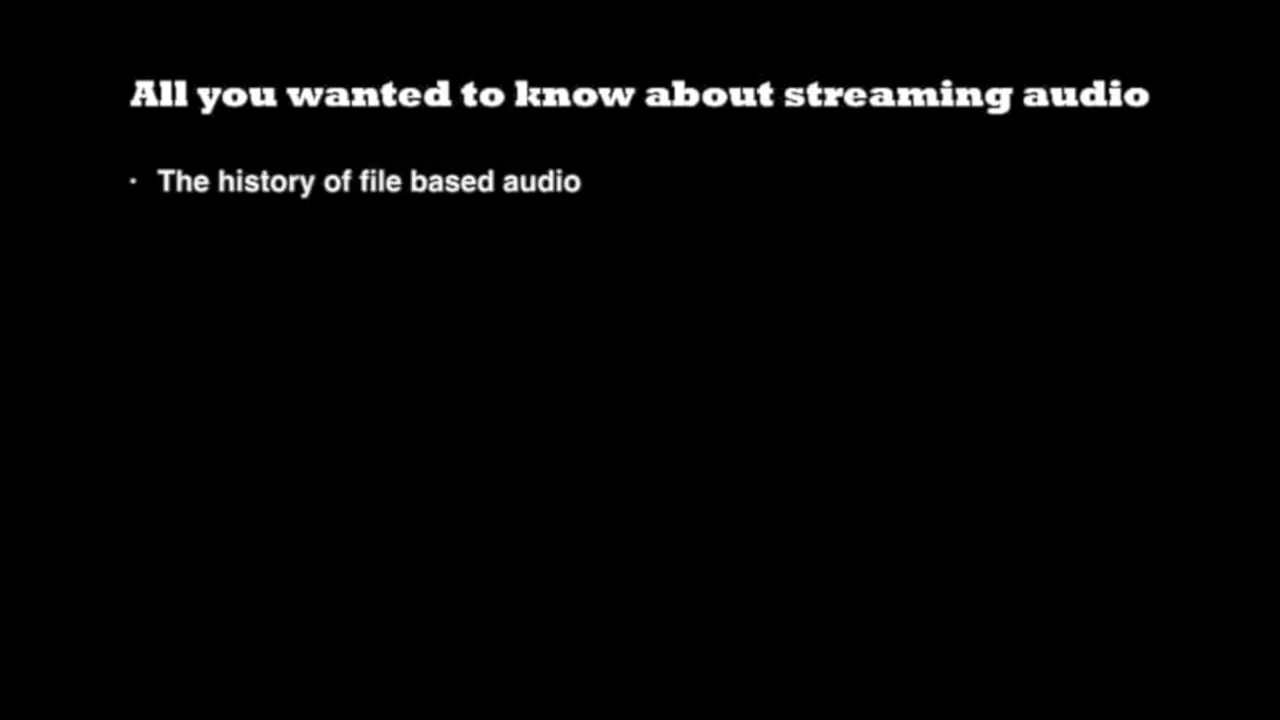 All you wanted to know about streaming audio
· The history of file based audio